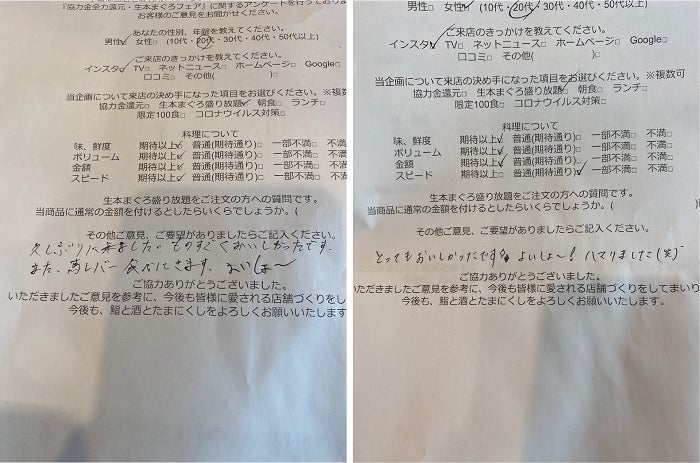 『協力金全力還元・生本まぐろフェア』に関するアンケートを行っておりま
お客様のご意見をお聞かせください。
あなたの性別、年齢を教えてください。
男性□ 女性□ (10代・20代・30代・40代・50代以上)
ご来店のきっかけを教えてください。
インスタ□ TV□ ネットニュース□ ホームページ□ Google□
口コミ□ その他( )
当企画について来店の決め手になった項目をお選びください。※複数可
協力金還元□ 生本まぐろ盛り放題□ 朝食□ ランチ□
限定100食□ コロナウイルス対策□
料理について
味、鮮度 期待以上□ 普通(期待通り)□ 一部不満□ 不満
ボリューム 期待以上□ 普通(期待通り)□ 一部不満□ 不満
金額 期待以上□ 普通(期待通り)□ 一部不満□ 不満
スピード 期待以上□ 普通(期待通り)□ 一部不満□ 不満
生本まぐろ盛り放題をご注文の方への質問です。
当商品に通常の金額を付けるとしたらいくらでしょうか。(
その他ご意見、ご要望がありましたらご記入ください。
久しぶりに来ました。ものすごくおいしかったです。
また、馬レバー食べにきます。よいしょ〜
ご協力ありがとうございました。
いただきましたご意見を参考に、今後も皆様に愛される店舗づくりをし
今後も、鮨と酒とたまにくしをよろしくお願いいたします
男性□ 女性□ (10代・20代・30代・40代・50代以上)
ご来店のきっかけを教えてください。
インスタ□ TV□ ネットニュース□ ホームページ□ Google□
口コミ□ その他( )
当企画について来店の決め手になった項目をお選びください。※複数可
協力金還元□ 生本まぐろ盛り放題□ 朝食□ ランチ□
限定100食□ コロナウイルス対策□
料理について
味、鮮度 期待以上□ 普通(期待通り)□ 一部不満□ 不満□
ボリューム 期待以上□ 普通(期待通り)□ 一部不満□ 不満□
金額 期待以上□ 普通(期待通り)□ 一部不満□ 不満□
スピード 期待以上□ 普通(期待通り)□ 一部不満□ 不満□
生本まぐろ盛り放題をご注文の方への質問です。
当商品に通常の金額を付けるとしたらいくらでしょうか。( )
その他ご意見、ご要望がありましたらご記入ください。
とってもおいしかったです よいしょ〜! ハマりました(笑)
ご協力ありがとうございました。
いただきましたご意見を参考に、今後も皆様に愛される店舗づくりをしてまいり
今後も、鮨と酒とたまにくしをよろしくお願いいたします。